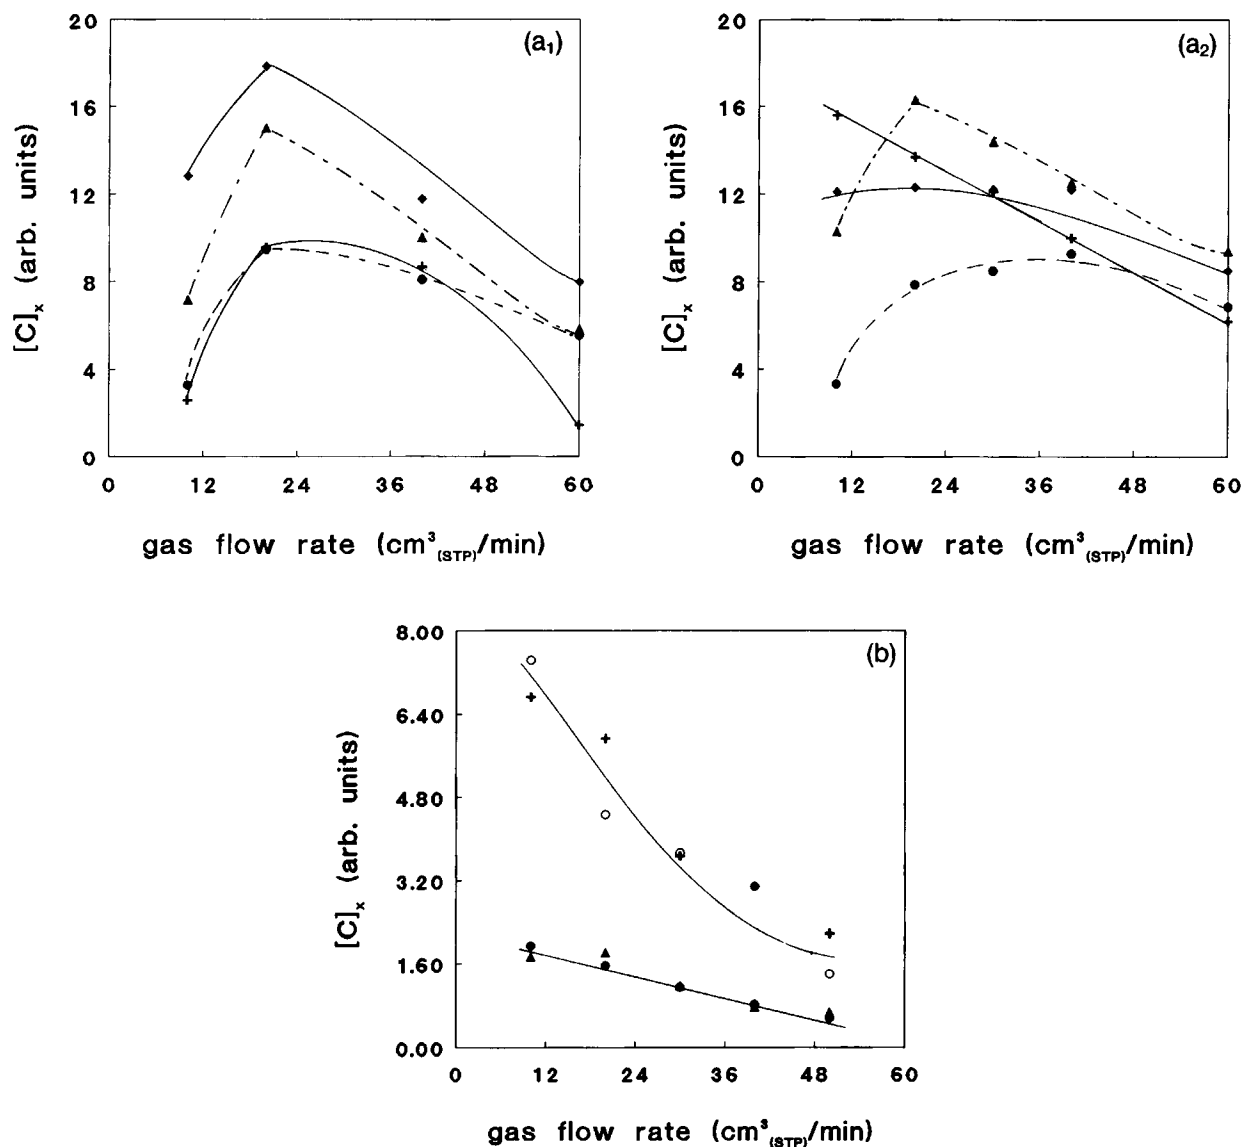 (a₁)
20
16
12
8
4
0
[C]ₓ (arb. units)
0 12 24 36 48 60
gas flow rate (cm³(STP)/min)
(a₂)
20
16
12
8
4
0
[C]ₓ (arb. units)
0 12 24 36 48 60
gas flow rate (cm³(STP)/min)
(b)
8.00
6.40
4.80
3.20
1.60
0.00
[C]ₓ (arb. units)
0 12 24 36 48 60
gas flow rate (cm³(STP)/min)